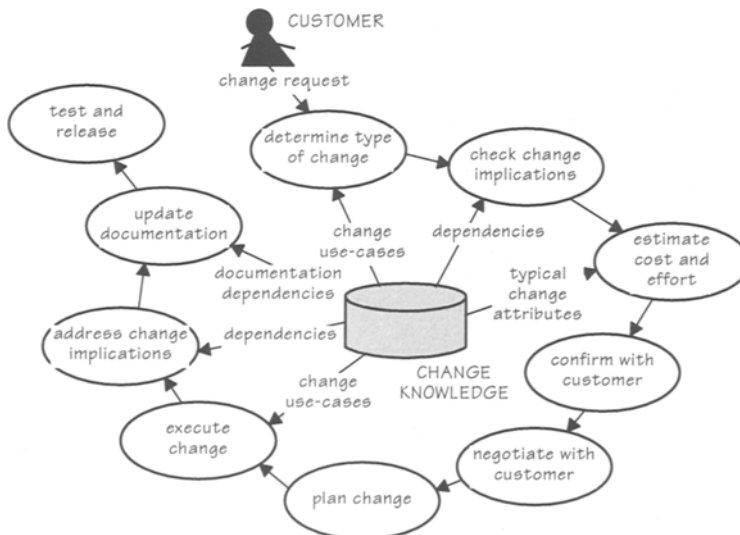 CUSTOMER
change request
test and
release
determine type
of change
check change
implications
update
documentation
change
use-cases
dependencies
estimate
cost and
effort
documentation
dependencies
typical
change
attributes
address change
implications
dependencies
confirm with
customer
change
use-cases
CHANGE
KNOWLEDGE
execute
change
negotiate with
customer
plan change